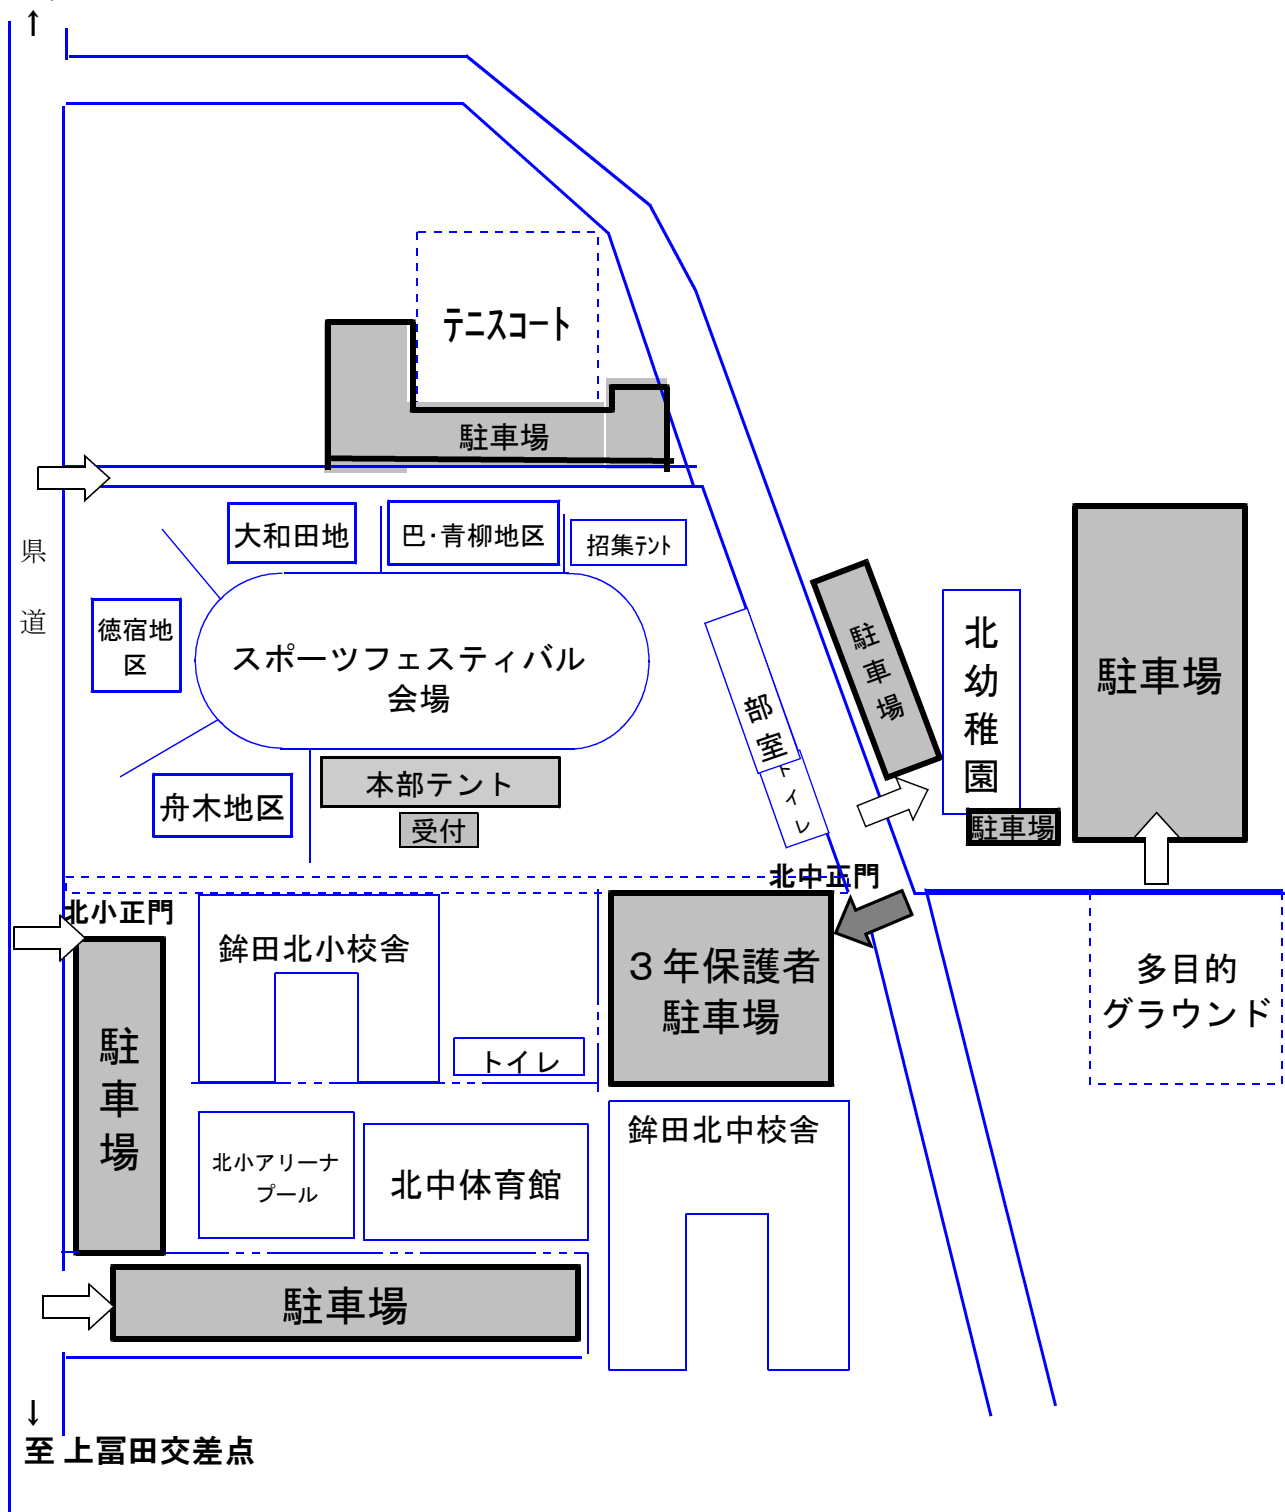 ↑
テニスコート
駐車場
大和田地
巴・青柳地区
招集テント
県道
徳宿地
区
スポーツフェスティバル
会場
部室
トイレ
駐車場
北幼稚園
駐車場
駐車場
舟木地区
本部テント
受付
北中正門
北小正門
鉾田北小校舎
3年保護者
駐車場
多目的
グラウンド
駐車場
トイレ
北小アリーナ
プール
北中体育館
鉾田北中校舎
駐車場
↓
至 上冨田交差点